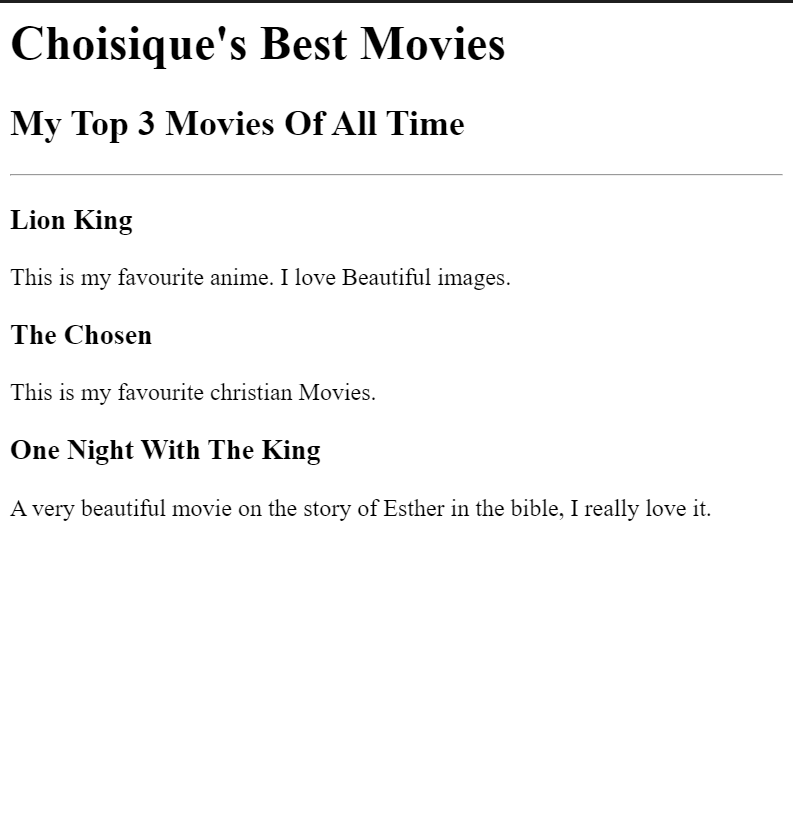 Choisique's Best Movies
My Top 3 Movies Of All Time
Lion King
This is my favourite anime. I love Beautiful images.
The Chosen
This is my favourite christian Movies.
One Night With The King
A very beautiful movie on the story of Esther in the bible, I really love it.